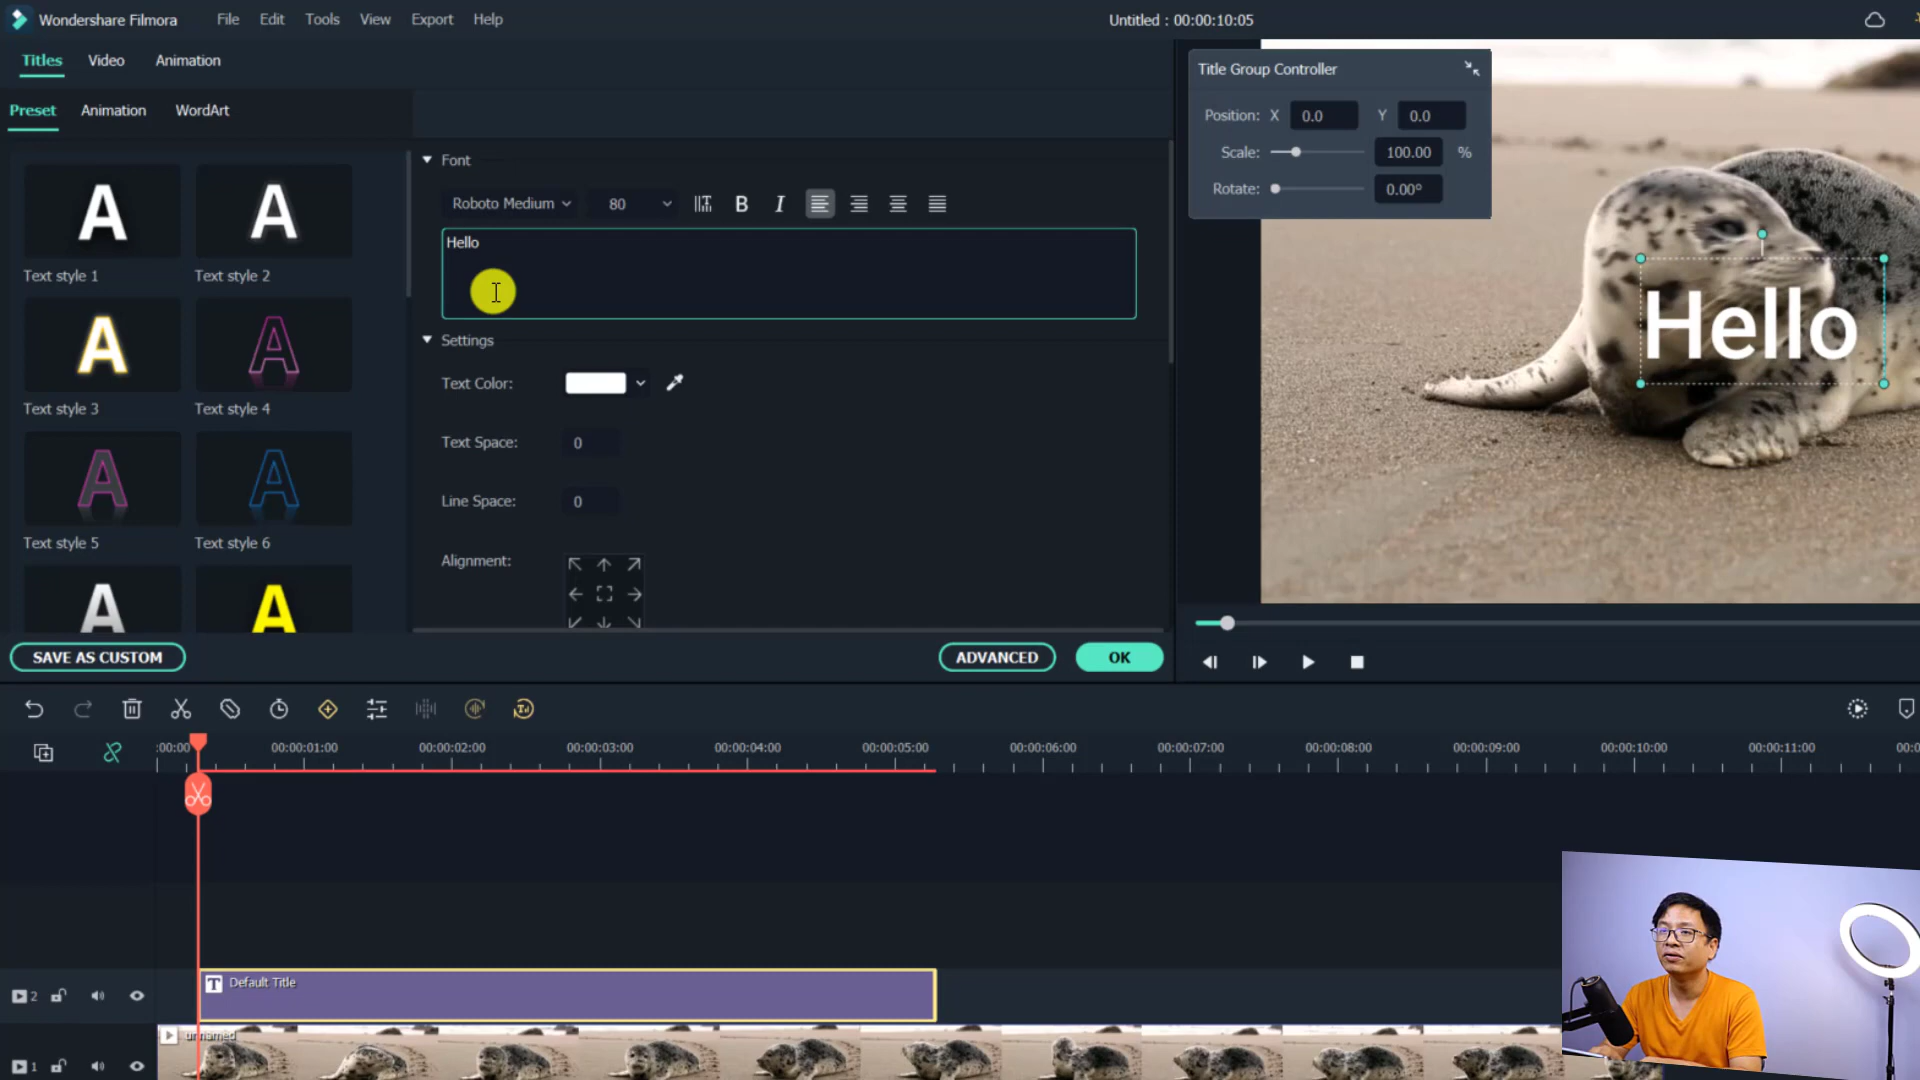 Wondershare Filmora File Edit Tools View Export Help Untitled : 00:00:10:05
Titles Video Animation
Preset Animation WordArt
Title Group Controller
Position: X 0.0 Y 0.0
Scale: 100.00 %
Rotate: 0.00º
Font
Roboto Medium 80 B I
Hello
Settings
Text Color:
Text Space: 0
Line Space: 0
Alignment:
A A
Text style 1 Text style 2
A A
Text style 3 Text style 4
A A
Text style 5 Text style 6
A A
Hello
SAVE AS CUSTOM ADVANCED OK
:00:00 00:00:01:00 00:00:02:00 00:00:03:00 00:00:04:00 00:00:05:00 00:00:06:00 00:00:07:00 00:00:08:00 00:00:09:00 00:00:10:00 00:00:11:00 00:0
2 T Default Title
unnamed
1